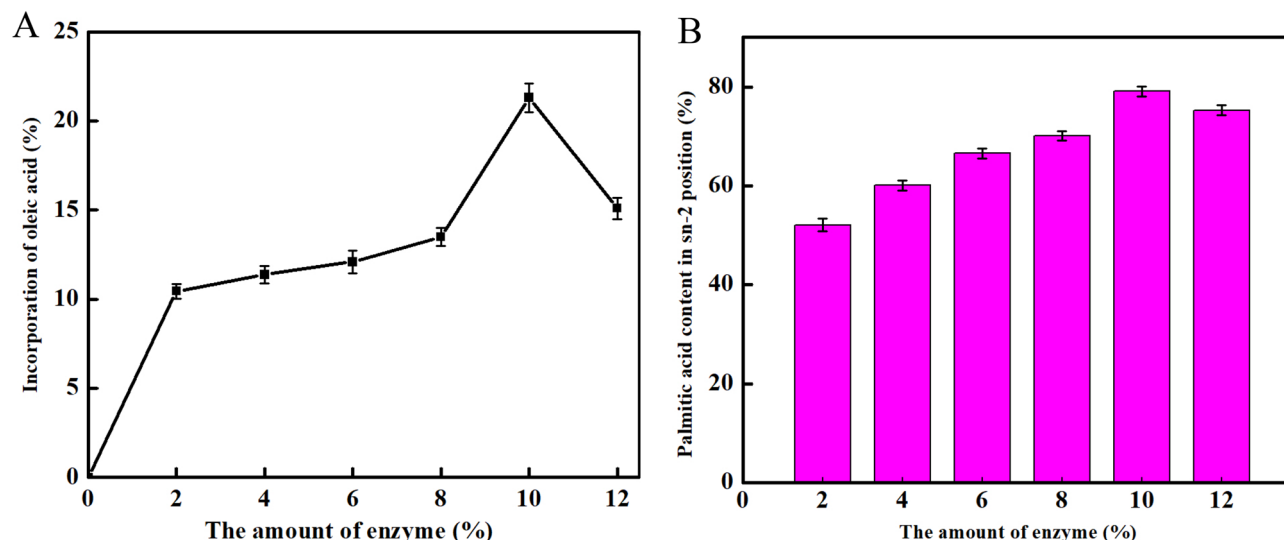 A
Incorporation of oleic acid (%)
25
20
15
10
5
0
0 2 4 6 8 10 12
The amount of enzyme (%)
B
Palmitic acid content in sn-2 position (%)
80
60
40
20
0
0 2 4 6 8 10 12
The amount of enzyme (%)